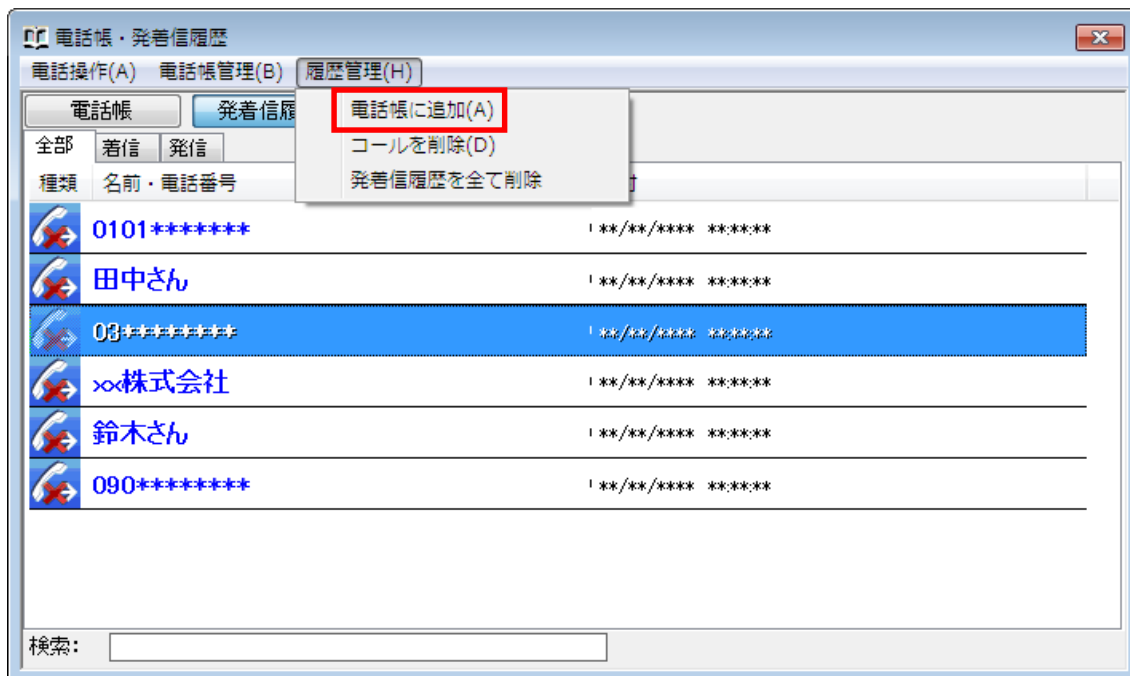 電話帳・発着信履歴
電話操作(A) 電話帳管理(B) 履歴管理(H)
電話帳 発着信履
電話帳に追加(A)
コールを削除(D)
発着信履歴を全て削除
全部 着信 発信
種類 名前・電話番号
0101******* **/**/**** **:**:**
田中さん **/**/**** **:**:**
03******** **/**/**** **:**:**
xx株式会社 **/**/**** **:**:**
鈴木さん **/**/**** **:**:**
090******** **/**/**** **:**:**
検索: